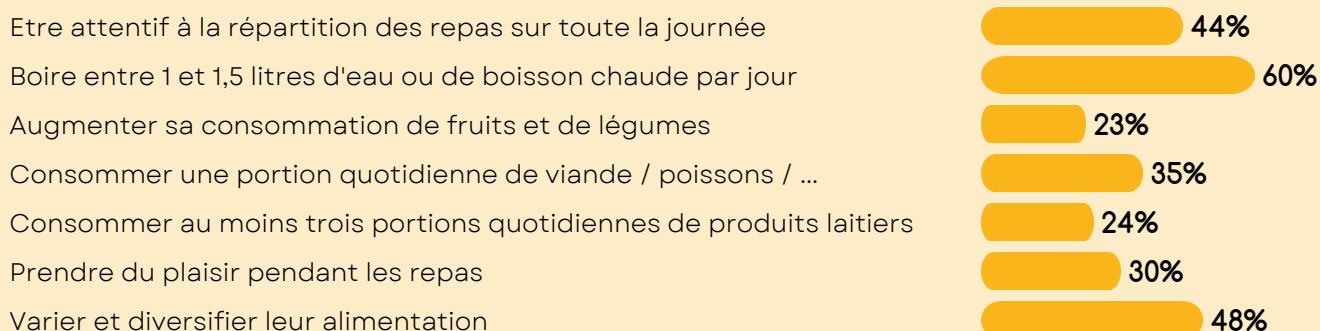 Etre attentif à la répartition des repas sur toute la journée 44%
Boire entre 1 et 1,5 litres d'eau ou de boisson chaude par jour 60%
Augmenter sa consommation de fruits et de légumes 23%
Consommer une portion quotidienne de viande / poissons / ... 35%
Consommer au moins trois portions quotidiennes de produits laitiers 24%
Prendre du plaisir pendant les repas 30%
Varier et diversifier leur alimentation 48%